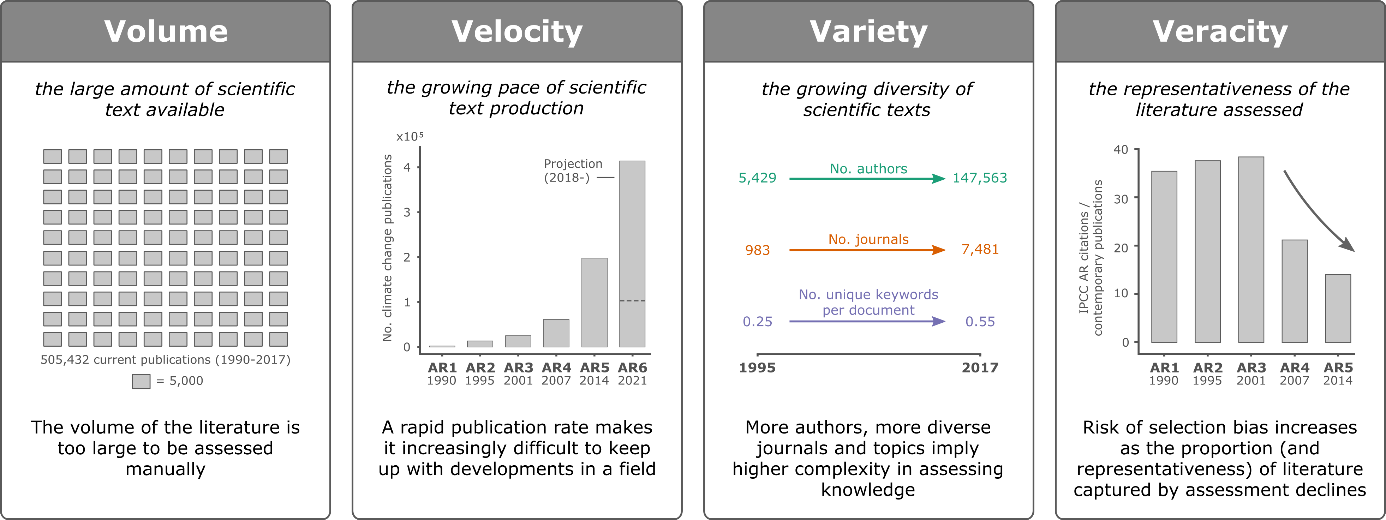 Volume
the large amount of scientific
text available
505,432 current publications (1990-2017)
= 5,000
The volume of the literature is
too large to be assessed
manually
Velocity
the growing pace of scientific
text production
x10⁵
No. climate change publications
4
3
2
1
0
Projection
(2018-)
AR1 AR2 AR3 AR4 AR5 AR6
1990 1995 2001 2007 2014 2021
A rapid publication rate makes
it increasingly difficult to keep
up with developments in a field
Variety
the growing diversity of
scientific texts
No. authors
5,429 147,563
No. journals
983 7,481
No. unique keywords
per document
0.25 0.55
1995 2017
More authors, more diverse
journals and topics imply
higher complexity in assessing
knowledge
Veracity
the representativeness of the
literature assessed
IPCC AR citations /
contemporary publications
40
30
20
10
0
AR1 AR2 AR3 AR4 AR5
1990 1995 2001 2007 2014
Risk of selection bias increases
as the proportion (and
representativeness) of literature
captured by assessment declines